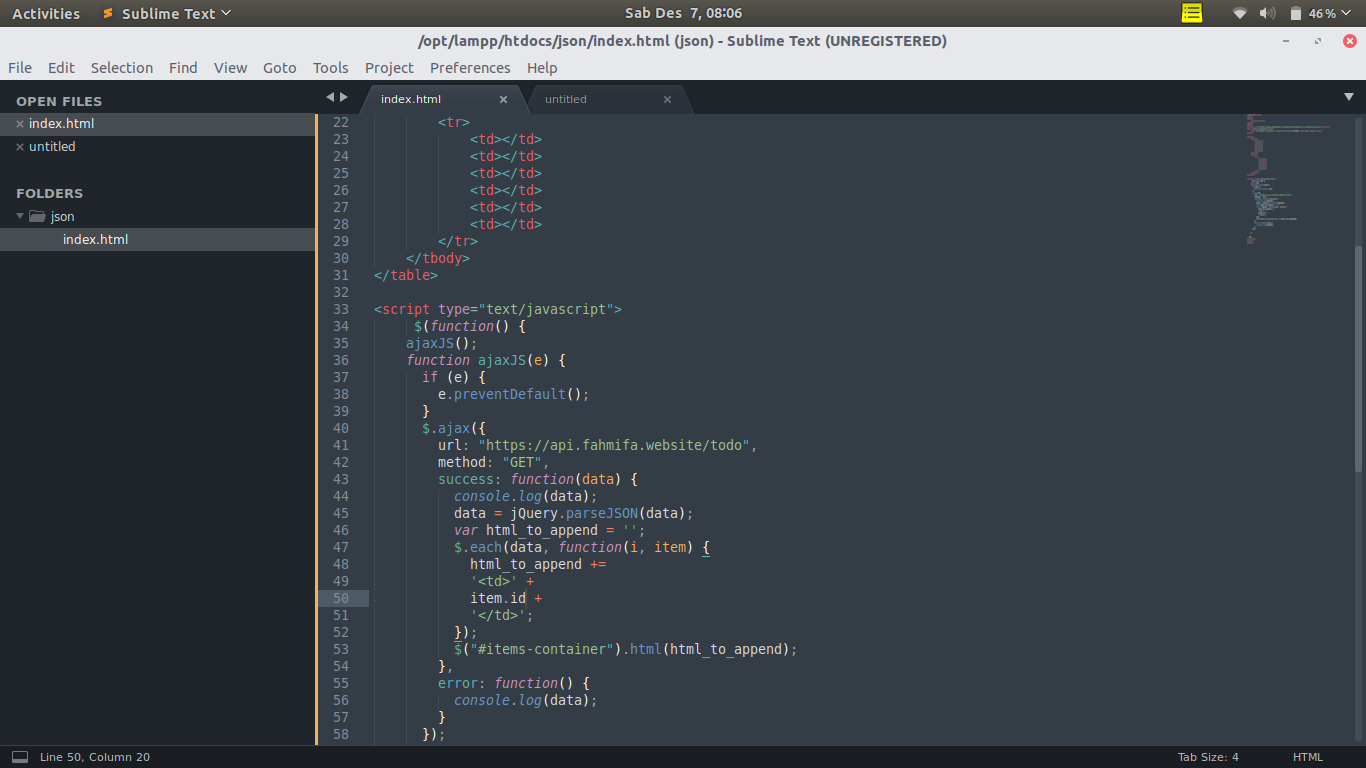 Activities Sublime Text Sab Des 7, 08:06 46%
/opt/lampp/htdocs/json/index.html (json) - Sublime Text (UNREGISTERED)
File Edit Selection Find View Goto Tools Project Preferences Help
OPEN FILES
index.html
untitled
FOLDERS
json
index.html
index.html untitled
22 <tr>
23 <td></td>
24 <td></td>
25 <td></td>
26 <td></td>
27 <td></td>
28 <td></td>
29 </tr>
30 </tbody>
31 </table>
32
33 <script type="text/javascript">
34 $(function() {
35 ajaxJS();
36 function ajaxJS(e) {
37 if (e) {
38 e.preventDefault();
39 }
40 $.ajax({
41 url: "https://api.fahmifa.website/todo",
42 method: "GET",
43 success: function(data) {
44 console.log(data);
45 data = jQuery.parseJSON(data);
46 var html_to_append = '';
47 $.each(data, function(i, item) {
48 html_to_append +=
49 '<td>' +
50 item.id +
51 '</td>';
52 });
53 $("#items-container").html(html_to_append);
54 },
55 error: function() {
56 console.log(data);
57 }
58 });
Line 50, Column 20 Tab Size: 4 HTML